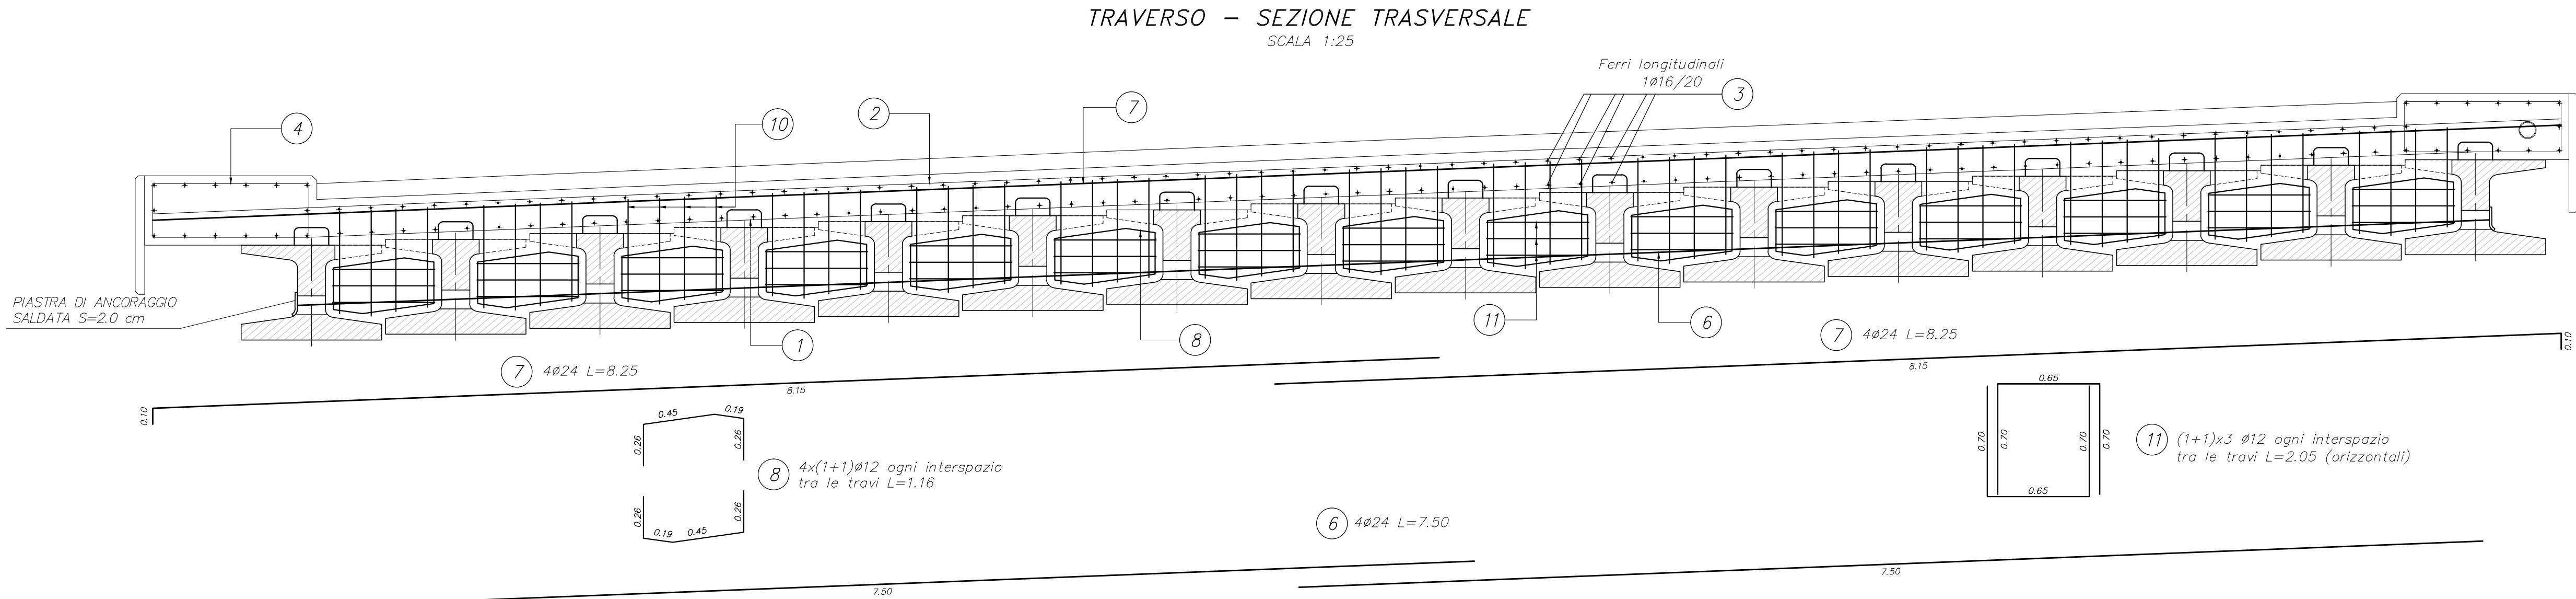 TRAVERSO – SEZIONE TRASVERSALE
SCALA 1:25
Ferri longitudinali
1ø16/20
3
4
10
2
7
PIASTRA DI ANCORAGGIO
SALDATA S=2.0 cm
1
8
11
6
7 4ø24 L=8.25
7 4ø24 L=8.25
0.10
8.15
8.15
0.10
0.45
0.19
0.26
0.26
8 4x(1+1)ø12 ogni interspazio
tra le travi L=1.16
0.26
0.26
0.19
0.45
0.65
0.70
0.70
0.70
0.70
0.65
11 (1+1)x3 ø12 ogni interspazio
tra le travi L=2.05 (orizzontali)
6 4ø24 L=7.50
7.50
7.50